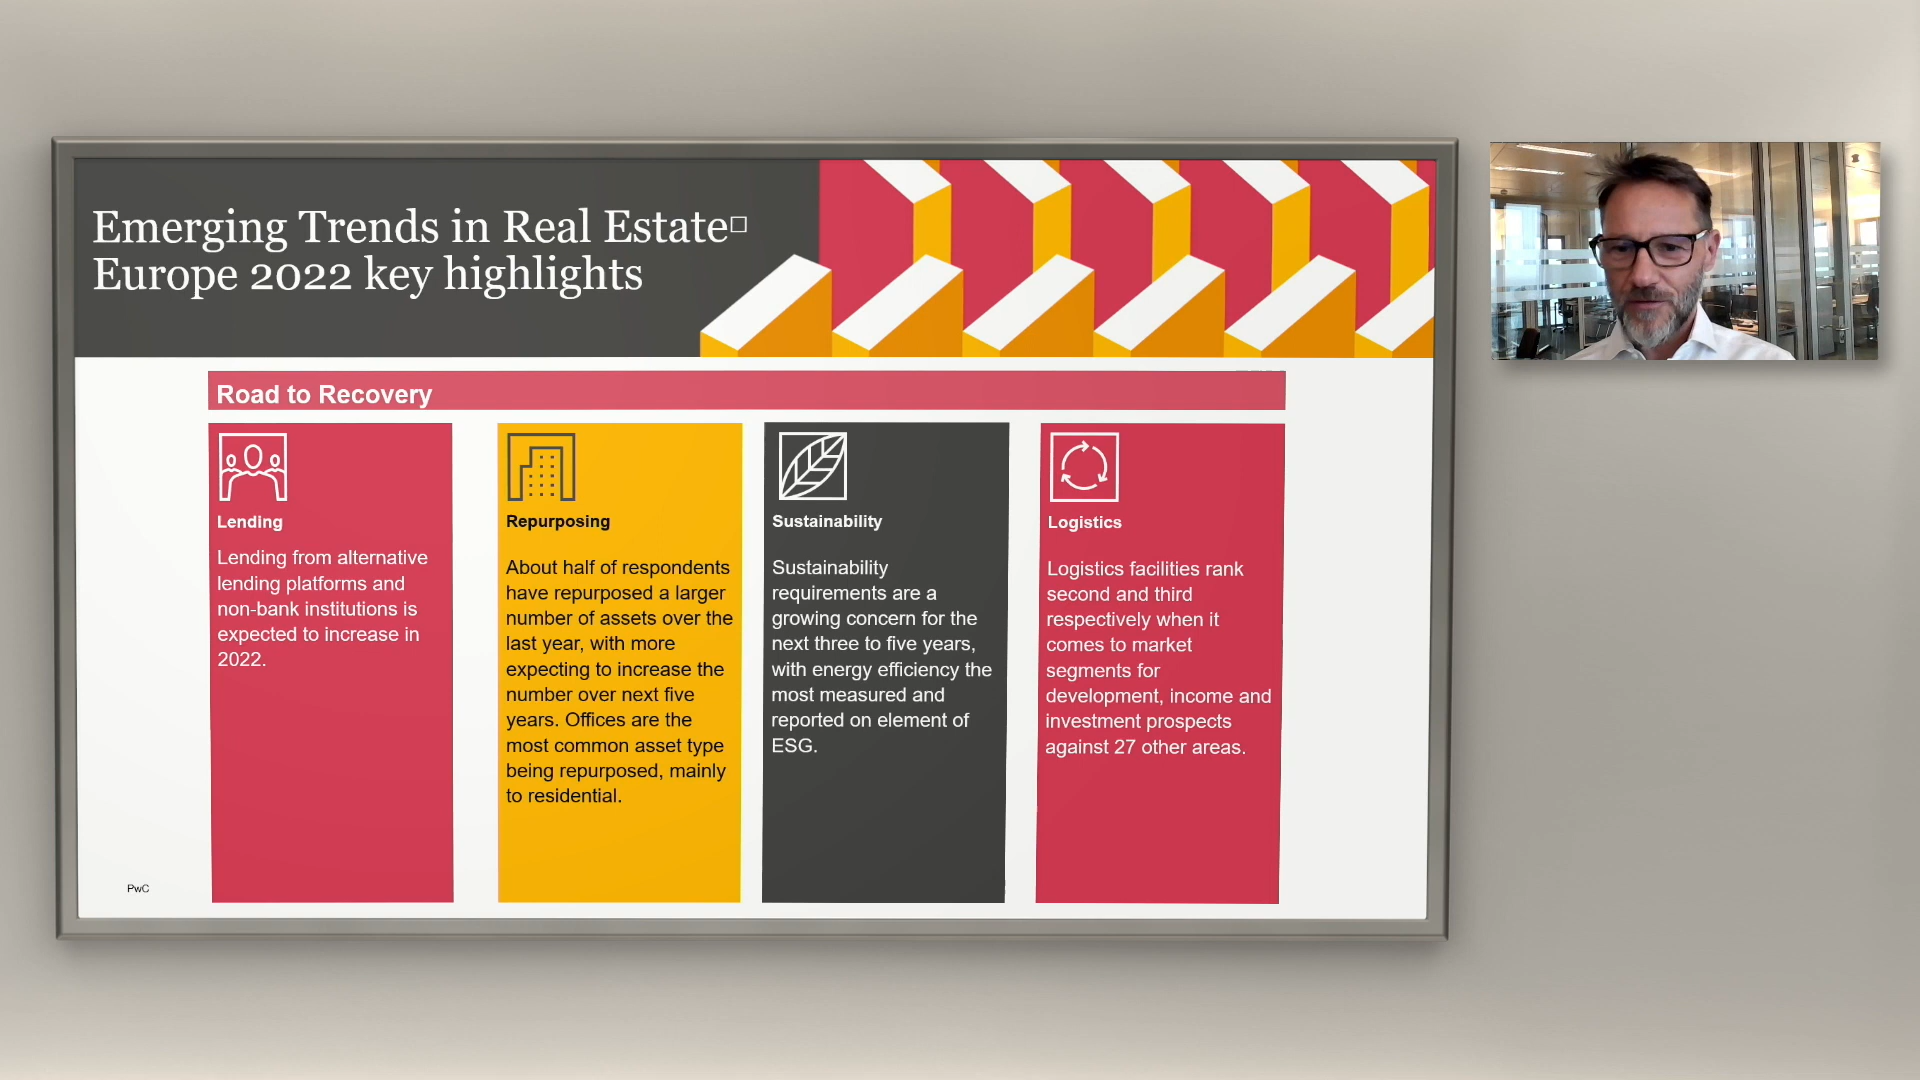 Emerging Trends in Real Estate□
Europe 2022 key highlights
Road to Recovery
Lending
Lending from alternative
lending platforms and
non-bank institutions is
expected to increase in
2022.
Repurposing
About half of respondents
have repurposed a larger
number of assets over the
last year, with more
expecting to increase the
number over next five
years. Offices are the
most common asset type
being repurposed, mainly
to residential.
Sustainability
Sustainability
requirements are a
growing concern for the
next three to five years,
with energy efficiency the
most measured and
reported on element of
ESG.
Logistics
Logistics facilities rank
second and third
respectively when it
comes to market
segments for
development, income and
investment prospects
against 27 other areas.
PwC